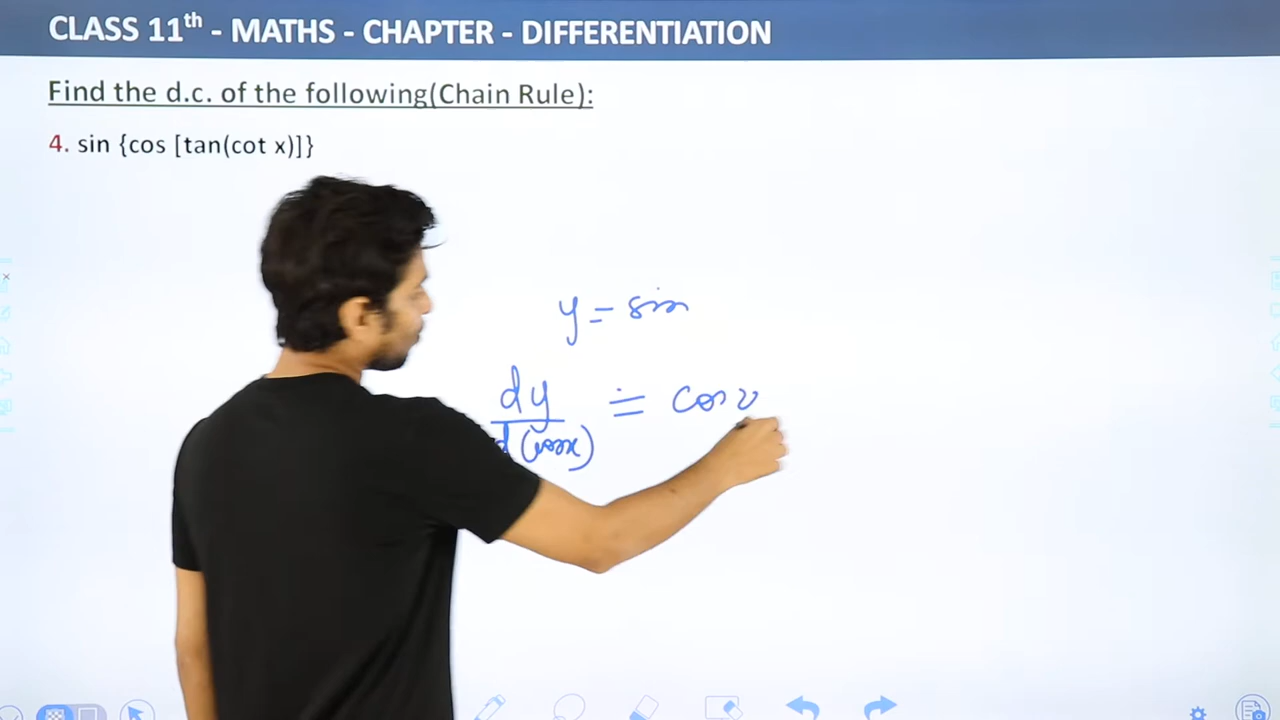 CLASS 11th - MATHS - CHAPTER - DIFFERENTIATION
Find the d.c. of the following(Chain Rule):
4. sin {cos [tan(cot x)]}
y = sin
dy = cos
d(